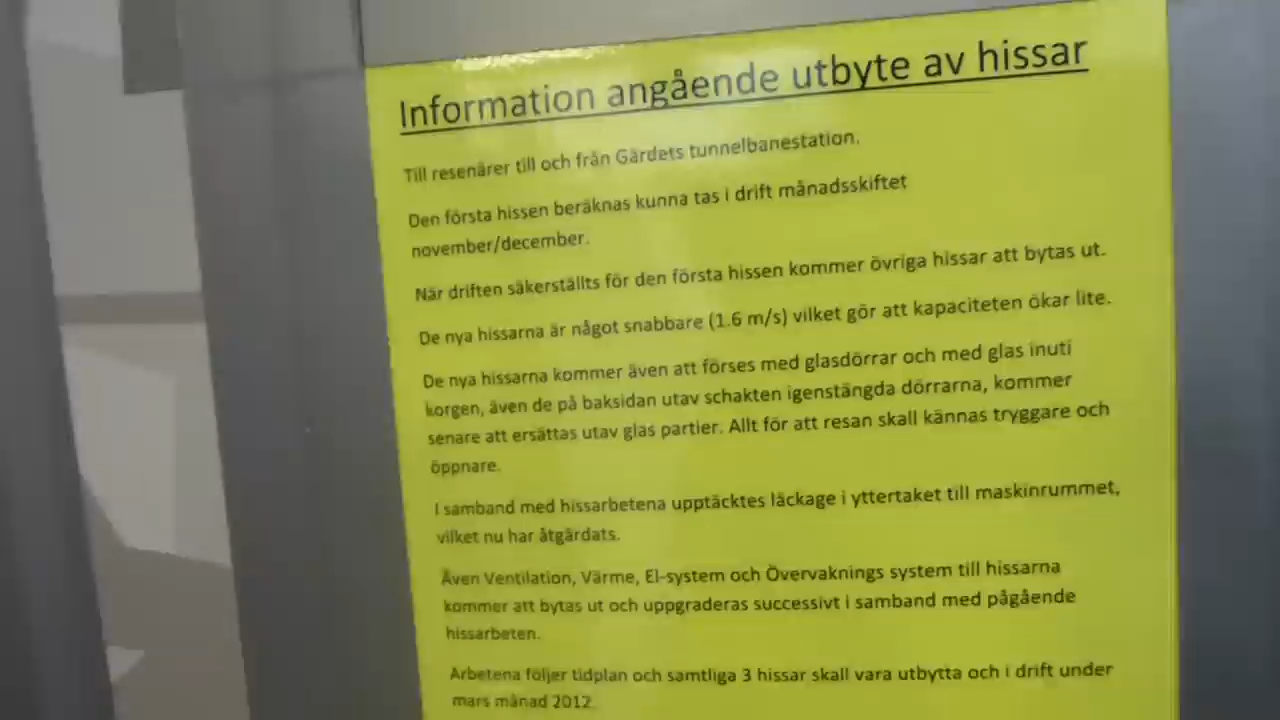 Information angående utbyte av hissar
Till resenärer till och från Gärdets tunnelbanestation.
Den första hissen beräknas kunna tas i drift månadsskiftet
november/december.
När driften säkerställts för den första hissen kommer övriga hissar att bytas ut.
De nya hissarna är något snabbare (1.6 m/s) vilket gör att kapaciteten ökar lite.
De nya hissarna kommer även att förses med glasdörrar och med glas inuti
korgen, även de på baksidan utav schakten igenstängda dörrarna, kommer
senare att ersättas utav glas partier. Allt för att resan skall kännas tryggare och
öppnare.
I samband med hissarbetena upptäcktes läckage i yttertaket till maskinrummet,
vilket nu har åtgärdats.
Även Ventilation, Värme, El-system och Övervaknings system till hissarna
kommer att bytas ut och uppgraderas successivt i samband med pågående
hissarbeten.
Arbetena följer tidplan och samtliga 3 hissar skall vara utbytta och i drift under
mars månad 2012.